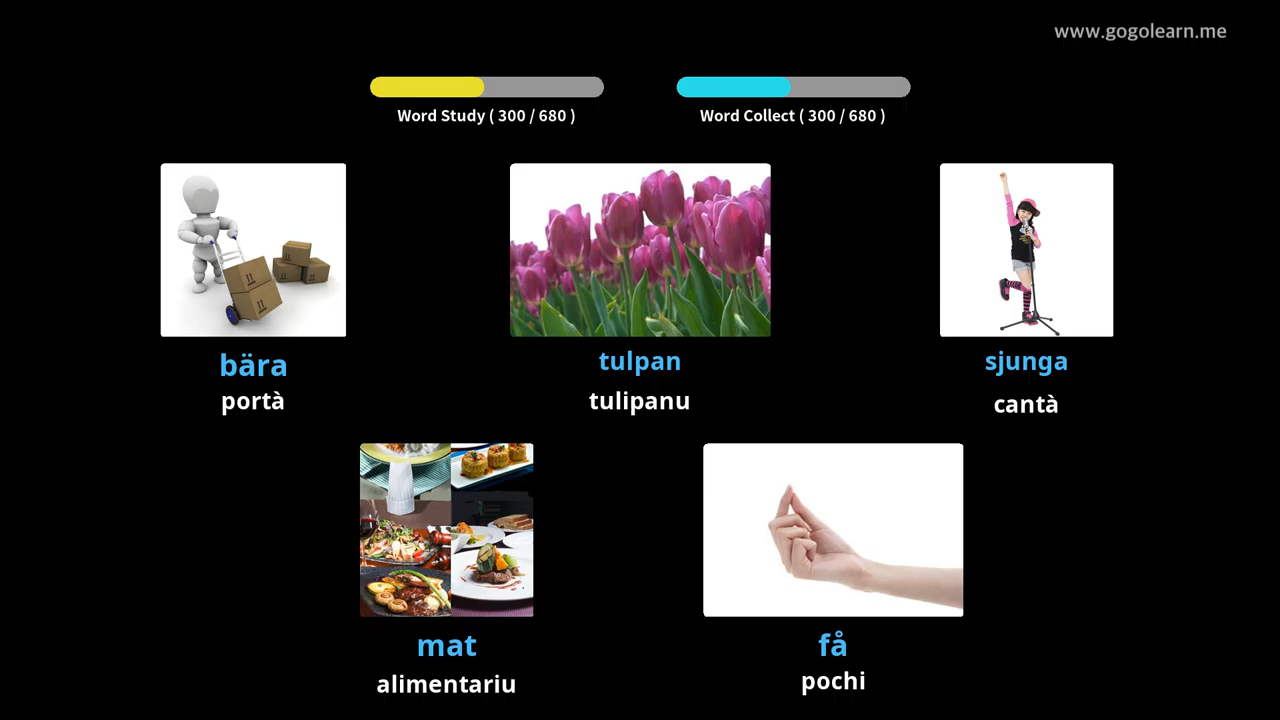 www.gogolearn.me
Word Study ( 300 / 680 )
Word Collect ( 300 / 680 )
bära
portà
tulpan
tulipanu
sjunga
cantà
mat
alimentariu
få
pochi